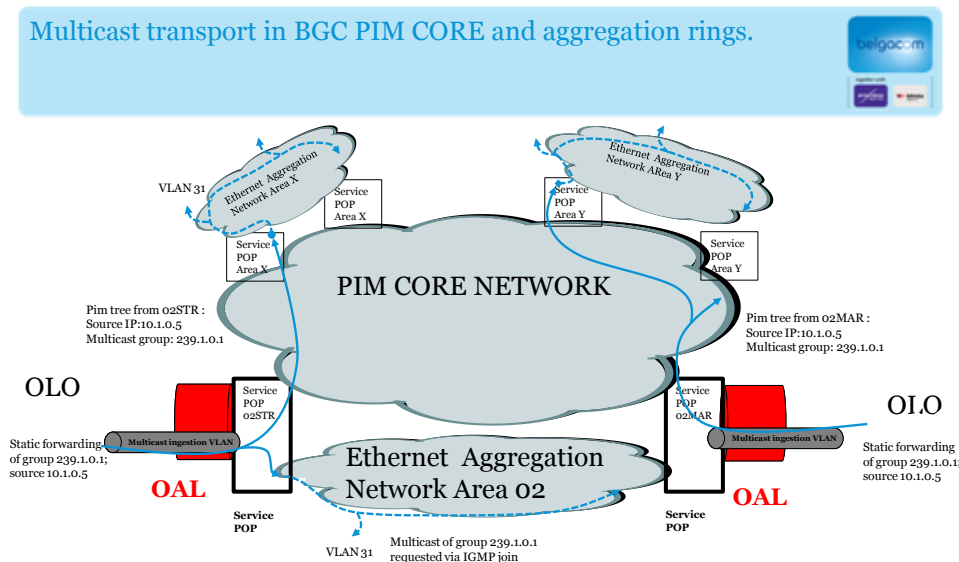 Multicast transport in BGC PIM CORE and aggregation rings.
belgacom
Ethernet Aggregation
Network Area X
VLAN 31
Service
POP
Area X
Service
POP
Area X
Ethernet Aggregation
Network ARea Y
Service
POP
Area Y
Service
POP
Area Y
PIM CORE NETWORK
Pim tree from 02STR :
Source IP:10.1.0.5
Multicast group: 239.1.0.1
Pim tree from 02MAR :
Source IP:10.1.0.5
Multicast group: 239.1.0.1
OLO
Service
POP
02STR
Multicast ingestion VLAN
Static forwarding
of group 239.1.0.1;
source 10.1.0.5
OAL
Service
POP
Ethernet Aggregation
Network Area 02
Service
POP
02MAR
Multicast ingestion VLAN
OLO
Static forwarding
of group 239.1.0.1;
source 10.1.0.5
OAL
Service
POP
VLAN 31
Multicast of group 239.1.0.1
requested via IGMP join